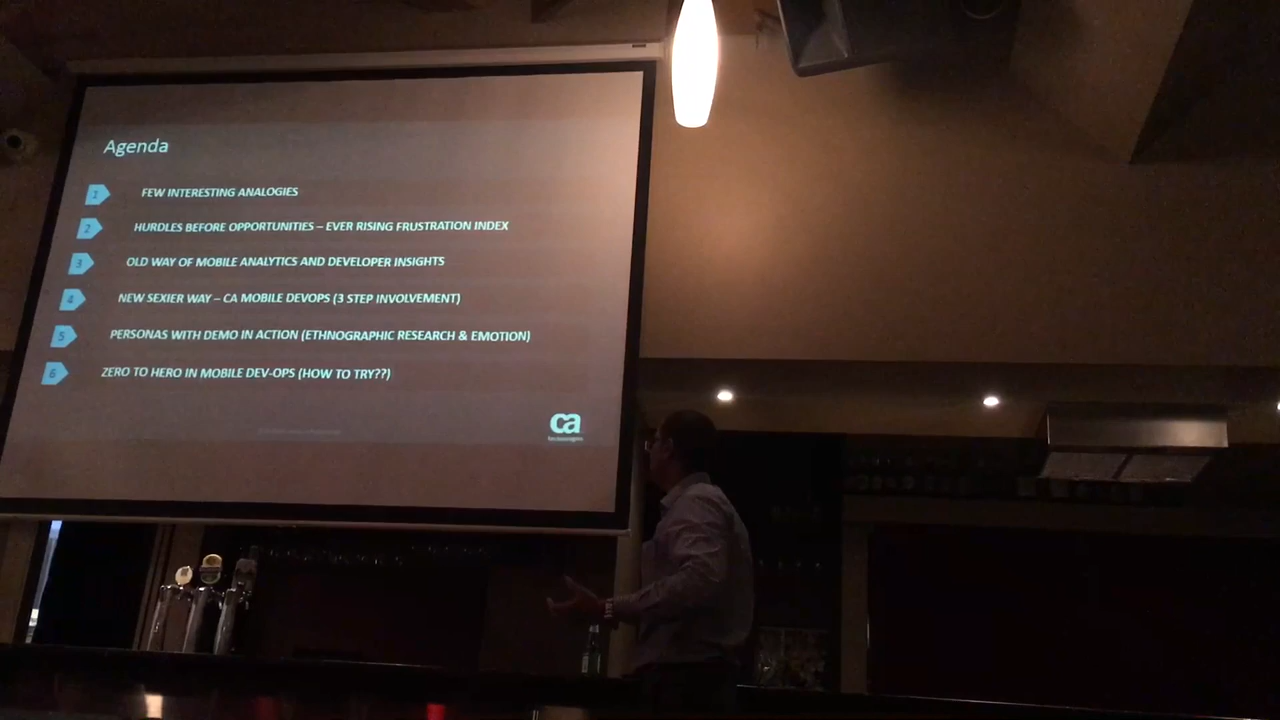 Agenda
1 FEW INTERESTING ANALOGIES
2 HURDLES BEFORE OPPORTUNITIES – EVER RISING FRUSTRATION INDEX
3 OLD WAY OF MOBILE ANALYTICS AND DEVELOPER INSIGHTS
4 NEW SEXIER WAY – CA MOBILE DEVOPS (3 STEP INVOLVEMENT)
5 PERSONAS WITH DEMO IN ACTION (ETHNOGRAPHIC RESEARCH & EMOTION)
6 ZERO TO HERO IN MOBILE DEV-OPS (HOW TO TRY??)
ca
technologies